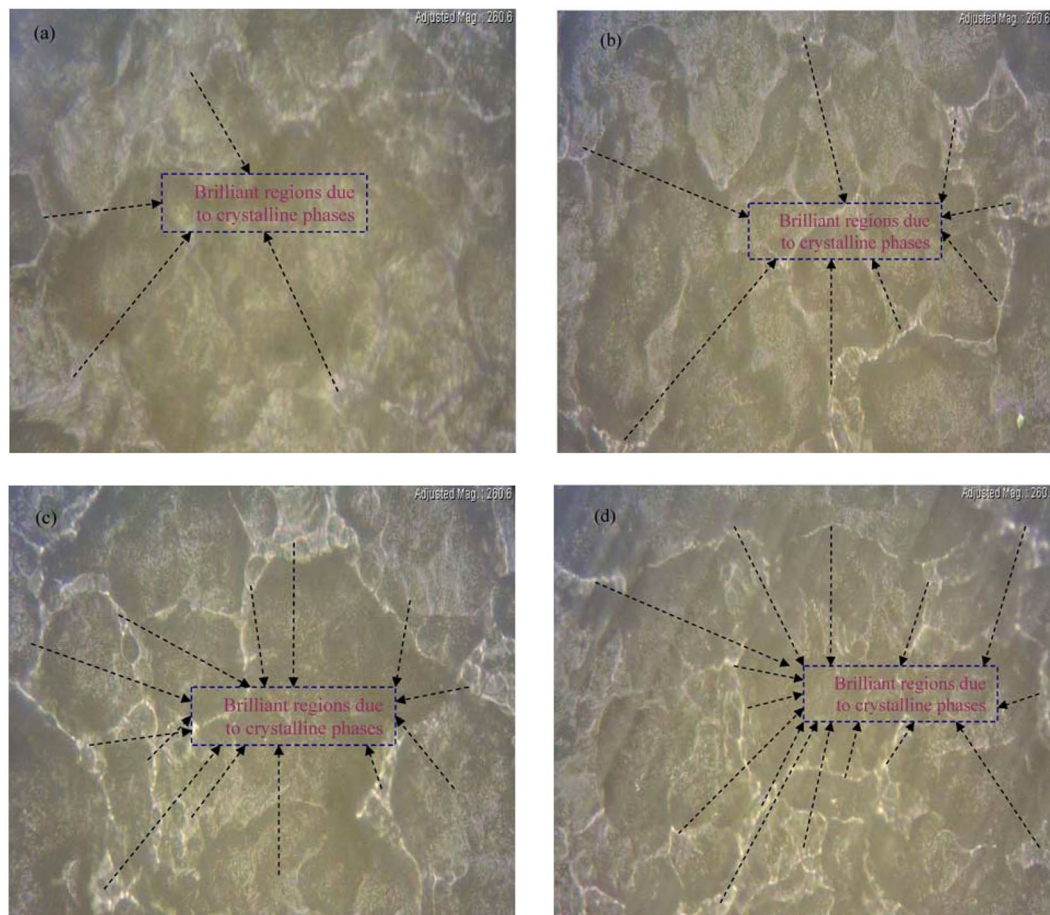 Adjusted Mag.: 260.6
(a)
Brilliant regions due
to crystalline phases
Adjusted Mag.: 260.6
(b)
Brilliant regions due
to crystalline phases
Adjusted Mag.: 260.6
(c)
Brilliant regions due
to crystalline phases
Adjusted Mag.: 260
(d)
Brilliant regions due
to crystalline phases